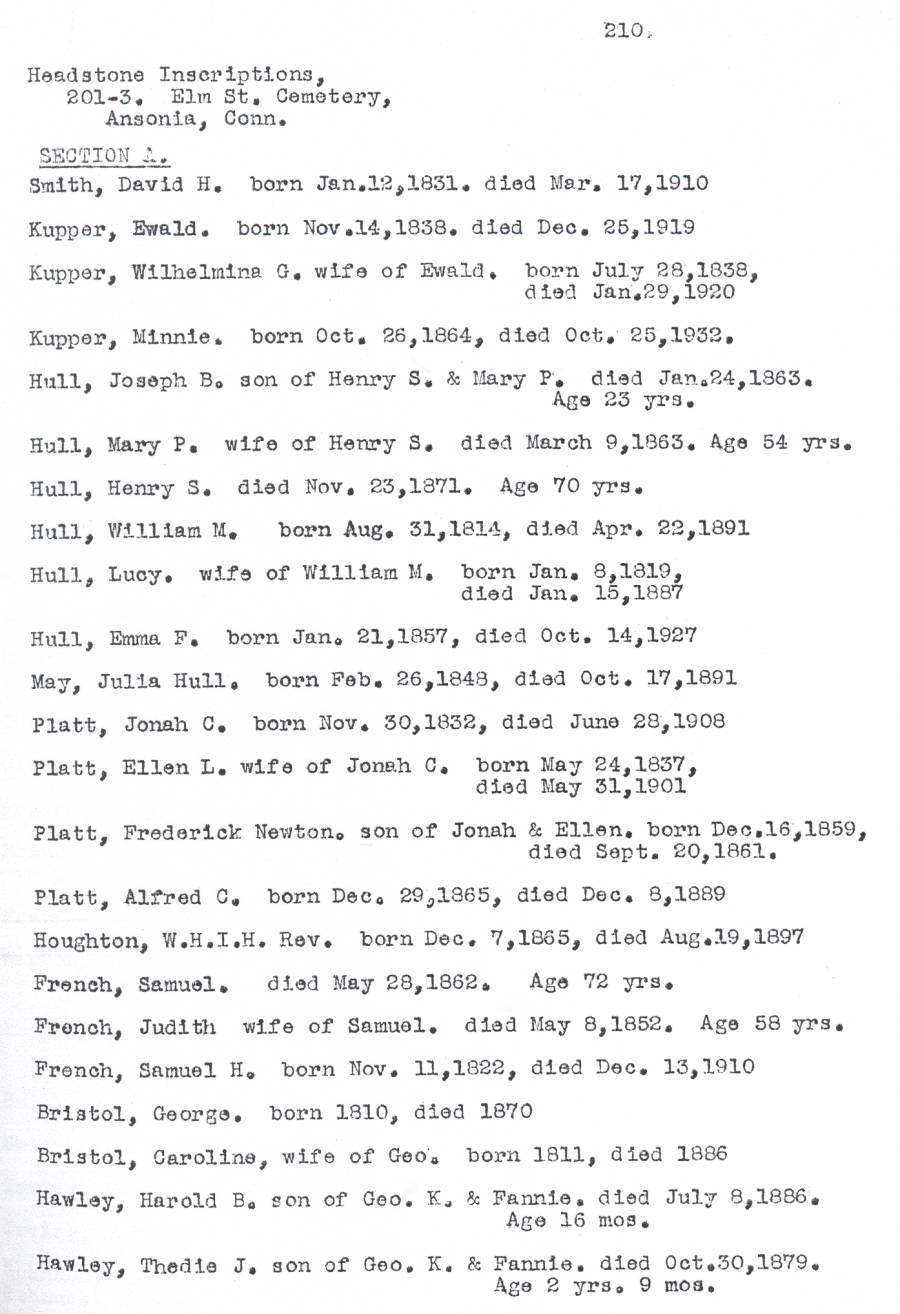 210.
Headstone Inscriptions,
201-3. Elm St. Cemetery,
Ansonia, Conn.
SECTION A.
Smith, David H. born Jan.12,1831. died Mar. 17,1910
Kupper, Ewald. born Nov.14,1838. died Dec. 25,1919
Kupper, Wilhelmina G. wife of Ewald. born July 28,1838,
died Jan.29,1920
Kupper, Minnie. born Oct. 26,1864, died Oct. 25,1932.
Hull, Joseph B. son of Henry S. & Mary P. died Jan.24,1863.
Age 23 yrs.
Hull, Mary P. wife of Henry S. died March 9,1863. Age 54 yrs.
Hull, Henry S. died Nov. 23,1871. Age 70 yrs.
Hull, William M. born Aug. 31,1814, died Apr. 22,1891
Hull, Lucy. wife of William M. born Jan. 8,1819,
died Jan. 15,1887
Hull, Emma F. born Jan. 21,1857, died Oct. 14,1927
May, Julia Hull. born Feb. 26,1848, died Oct. 17,1891
Platt, Jonah C. born Nov. 30,1832, died June 28,1908
Platt, Ellen L. wife of Jonah C. born May 24,1837,
died May 31,1901
Platt, Frederick Newton. son of Jonah & Ellen. born Dec.16,1859,
died Sept. 20,1861.
Platt, Alfred C. born Dec. 29,1865, died Dec. 8,1889
Houghton, W.H.I.H. Rev. born Dec. 7,1865, died Aug.19,1897
French, Samuel. died May 28,1862. Age 72 yrs.
French, Judith wife of Samuel. died May 8,1852. Age 58 yrs.
French, Samuel H. born Nov. 11,1822, died Dec. 13,1910
Bristol, George. born 1810, died 1870
Bristol, Caroline, wife of Geo. born 1811, died 1886
Hawley, Harold B. son of Geo. K. & Fannie. died July 8,1886.
Age 16 mos.
Hawley, Thedie J. son of Geo. K. & Fannie. died Oct.30,1879.
Age 2 yrs. 9 mos.